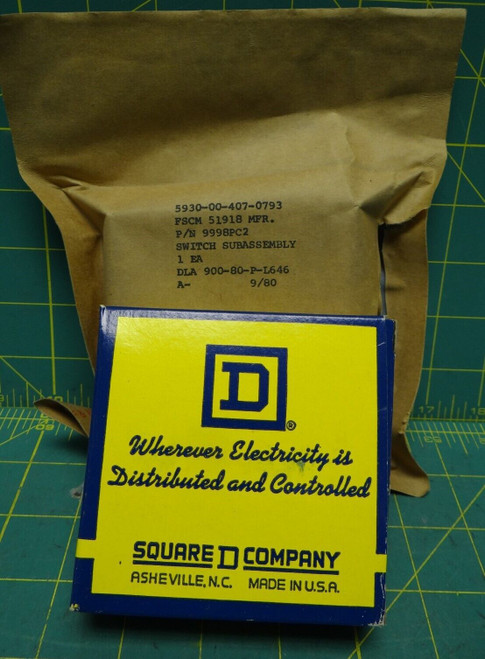 5930-00-407-0793
FSCM 51918 MFR.
P/N 9998PC2
SWITCH SUBASSEMBLY
1 EA
DLA 900-80-P-L646
A- 9/80
D
®
Wherever Electricity is
Distributed and Controlled
SQUARE D COMPANY
ASHEVILLE, N.C. MADE IN U.S.A.